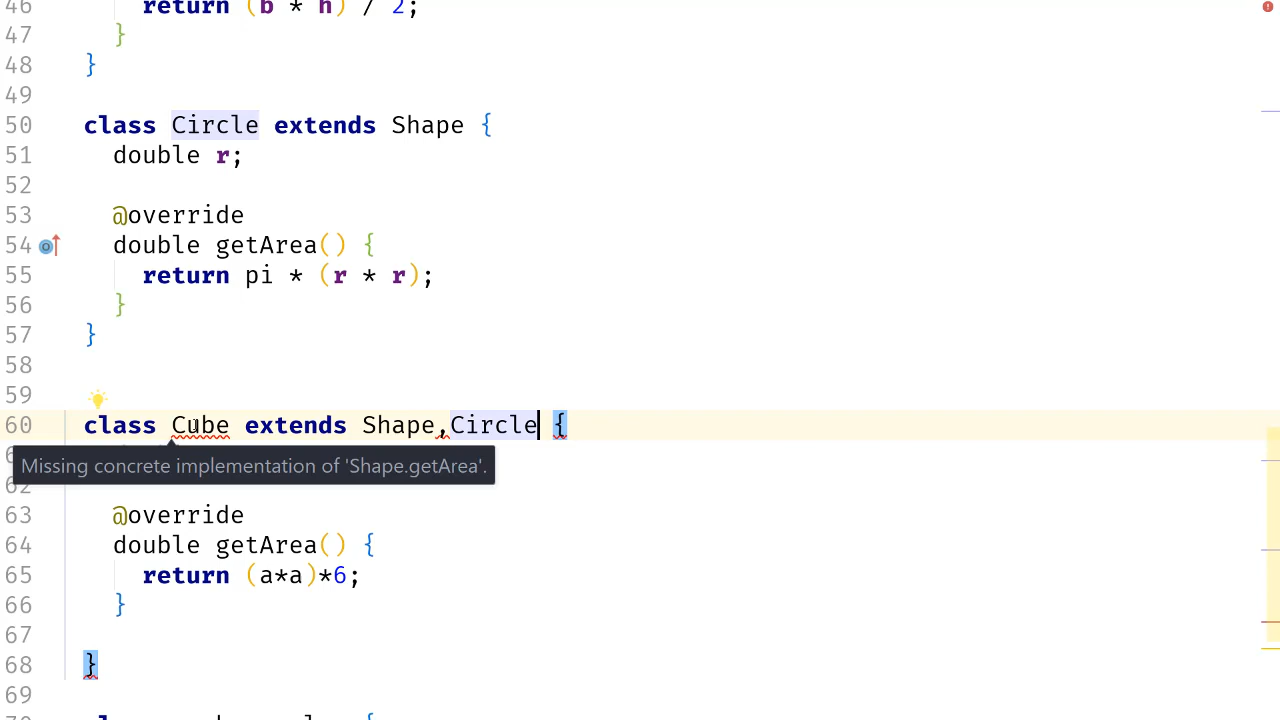 46 return (b * h) / 2;
47 }
48 }
49
50 class Circle extends Shape {
51 double r;
52
53 @override
54 double getArea() {
55 return pi * (r * r);
56 }
57 }
58
59
60 class Cube extends Shape,Circle {
Missing concrete implementation of 'Shape.getArea'.
62
63 @override
64 double getArea() {
65 return (a*a)*6;
66 }
67
68 }
69